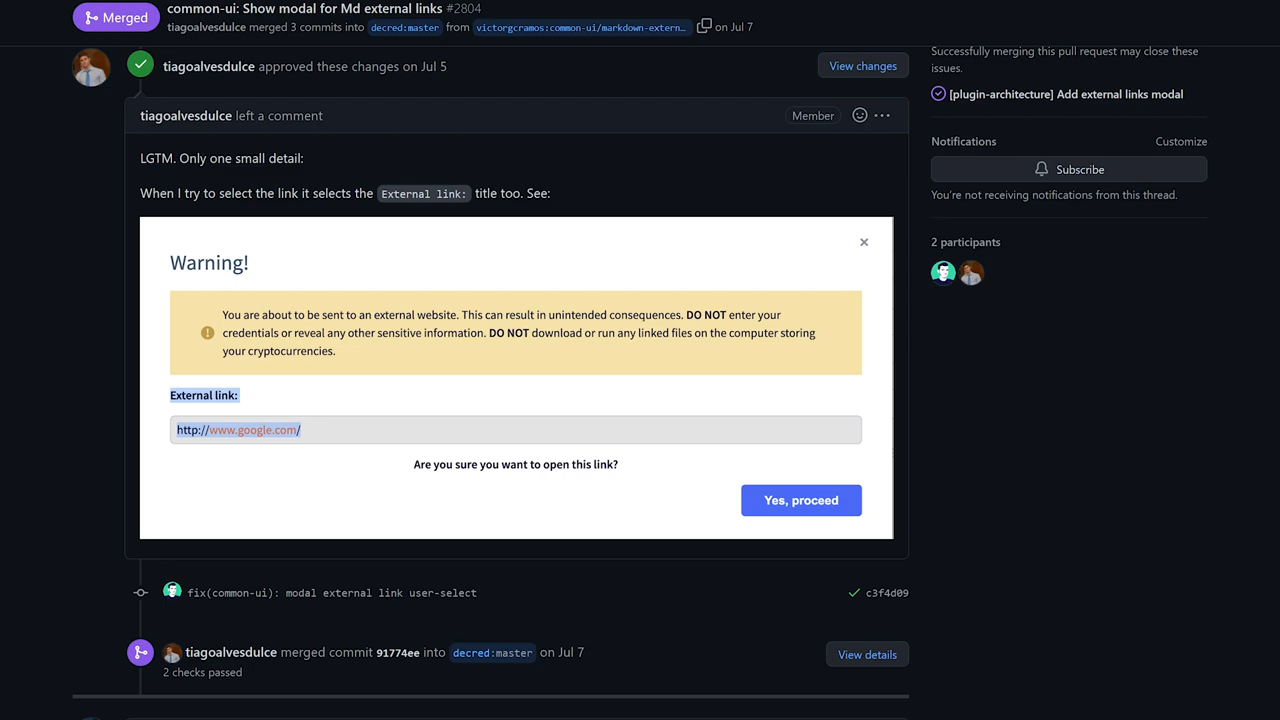 Merged
common-ui: Show modal for Md external links #2804
tiagoalvesdulce merged 3 commits into decred:master from victorgcramos:common-ui/markdown-extern… on Jul 7
tiagoalvesdulce approved these changes on Jul 5
View changes
tiagoalvesdulce left a comment
Member
LGTM. Only one small detail:
When I try to select the link it selects the External link: title too. See:
Warning!
You are about to be sent to an external website. This can result in unintended consequences. DO NOT enter your
credentials or reveal any other sensitive information. DO NOT download or run any linked files on the computer storing
your cryptocurrencies.
External link:
http://www.google.com/
Are you sure you want to open this link?
Yes, proceed
fix(common-ui): modal external link user-select
c3f4d09
tiagoalvesdulce merged commit 91774ee into decred:master on Jul 7
View details
2 checks passed
Successfully merging this pull request may close these
issues.
[plugin-architecture] Add external links modal
Notifications
Customize
Subscribe
You're not receiving notifications from this thread.
2 participants